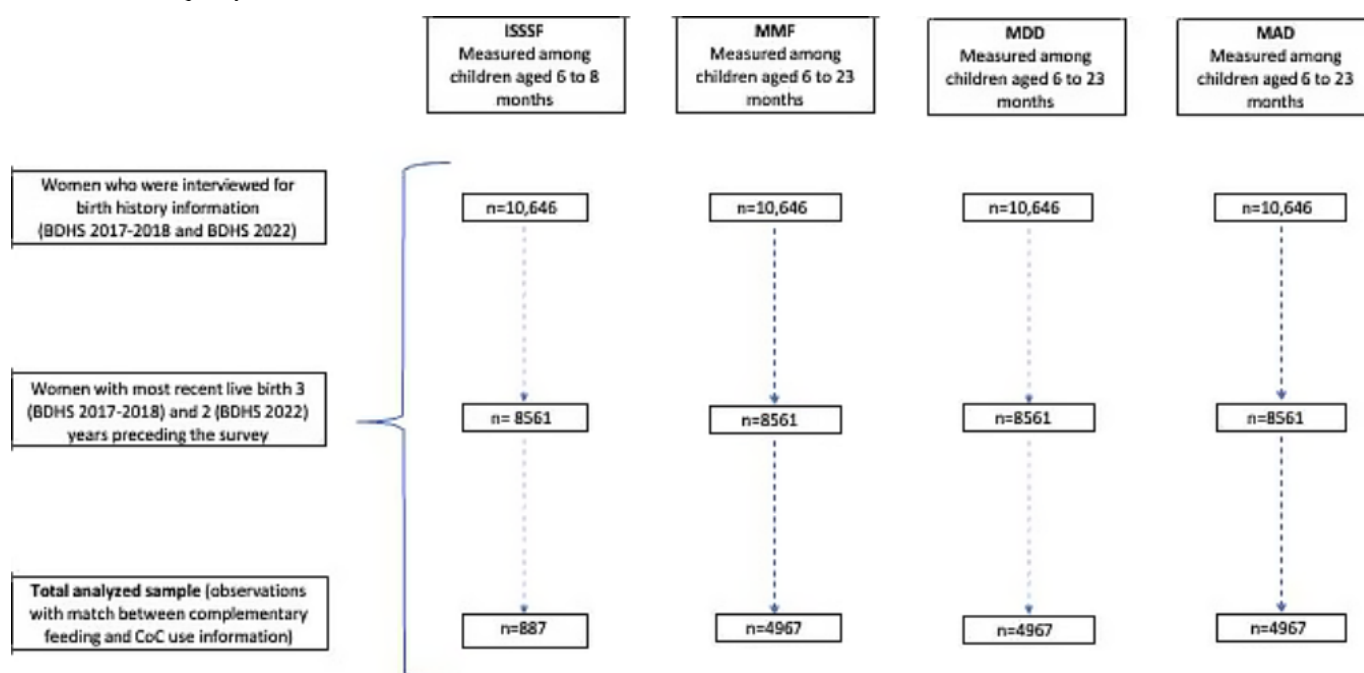 ISSSF
Measured among
children aged 6 to 8
months
MMF
Measured among
children aged 6 to 23
months
MDD
Measured among
children aged 6 to 23
months
MAD
Measured among
children aged 6 to 23
months
Women who were interviewed for
birth history information
(BDHS 2017-2018 and BDHS 2022)
n=10,646
n=10,646
n=10,646
n=10,646
Women with most recent live birth 3
(BDHS 2017-2018) and 2 (BDHS 2022)
years preceding the survey
n= 8561
n=8561
n=8561
n=8561
Total analyzed sample (observations
with match between complementary
feeding and CoC use information)
n=887
n=4967
n=4967
n=4967